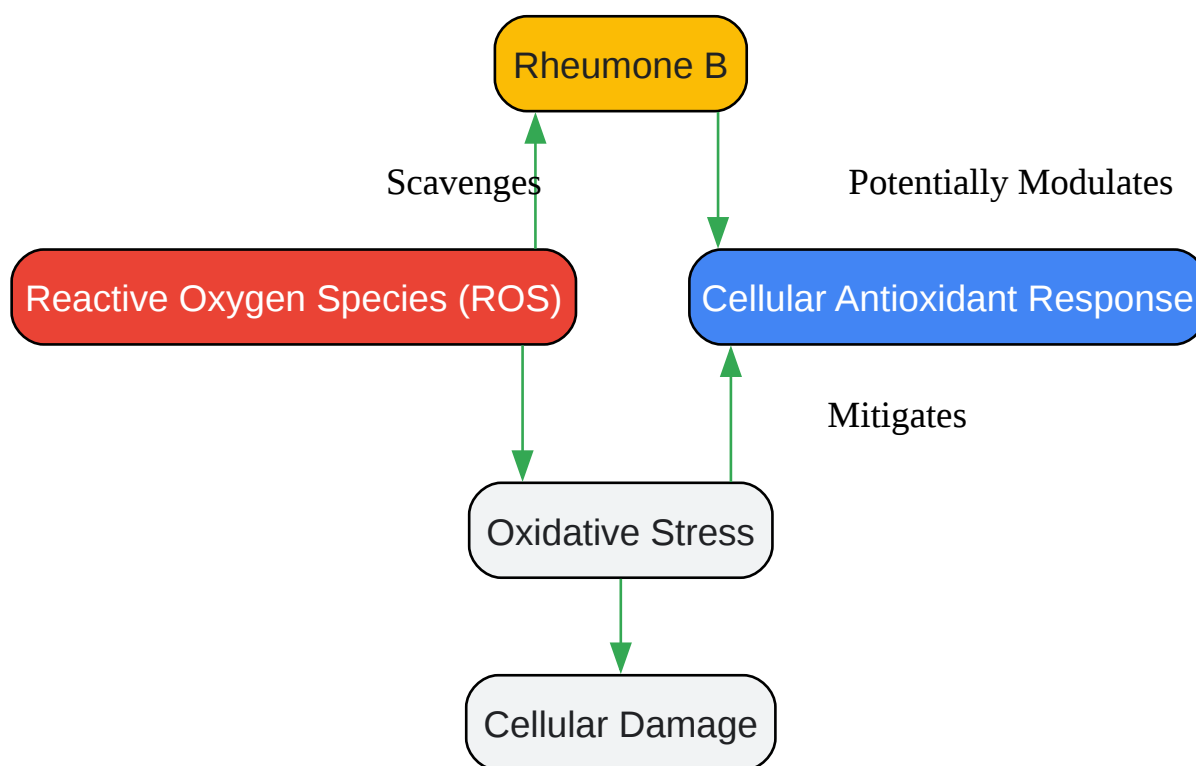 Rheumone B
Scavenges
Potentially Modulates
Reactive Oxygen Species (ROS)
Cellular Antioxidant Response
Mitigates
Oxidative Stress
Cellular Damage